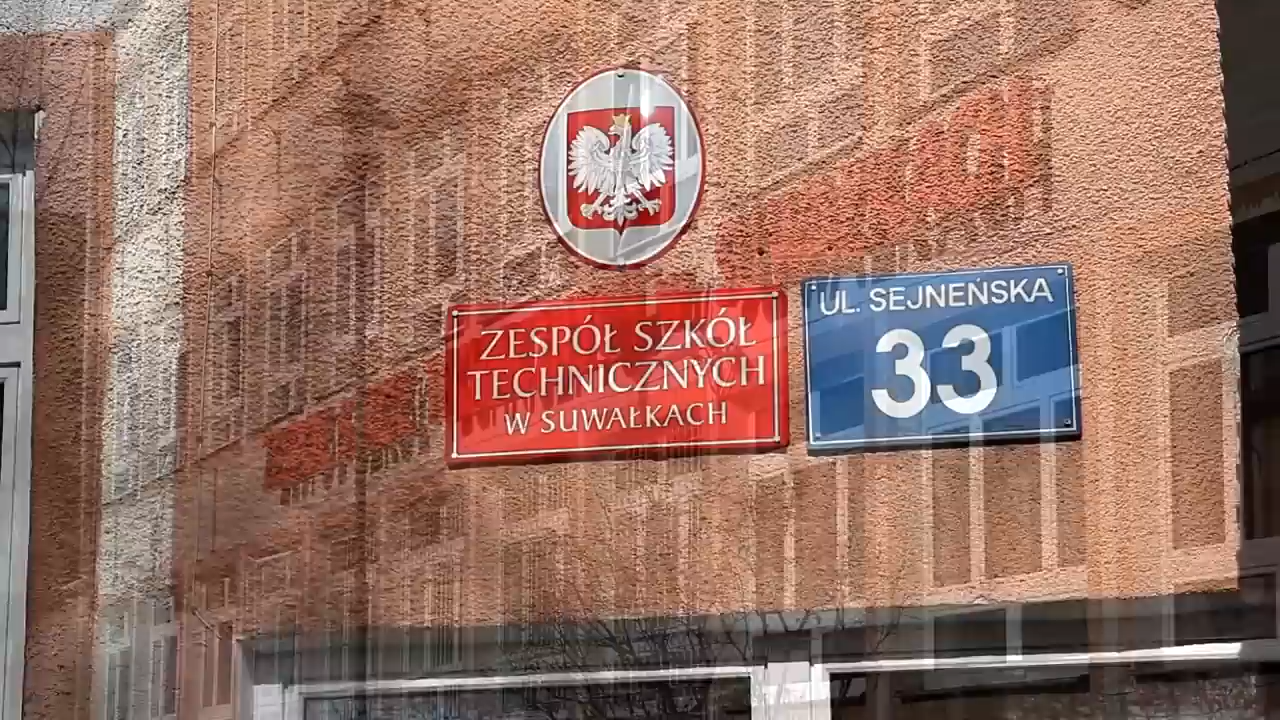 ZESPÓŁ SZKÓŁ
TECHNICZNYCH
W SUWAŁKACH
UL. SEJNEŃSKA
33